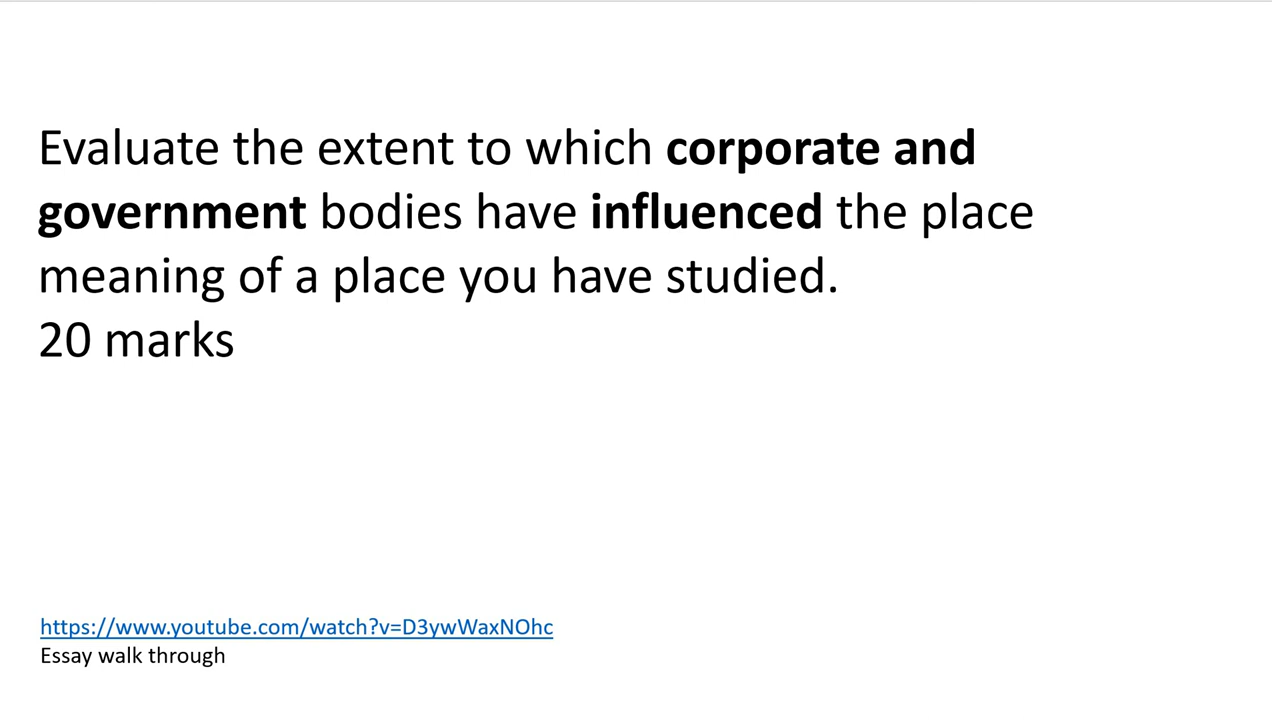 Evaluate the extent to which corporate and
government bodies have influenced the place
meaning of a place you have studied.
20 marks
https://www.youtube.com/watch?v=D3ywWaxNOhc
Essay walk through